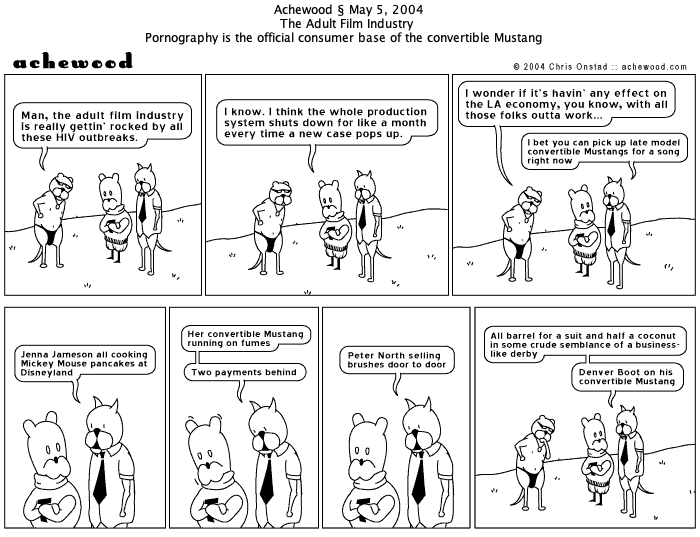 Achewood § May 5, 2004
The Adult Film Industry
Pornography is the official consumer base of the convertible Mustang
achewood
© 2004 Chris Onstad :: achewood.com
Man, the adult film industry
is really gettin' rocked by all
these HIV outbreaks.
I know. I think the whole production
system shuts down for like a month
every time a new case pops up.
I wonder if it's havin' any effect on
the LA economy, you know, with all
those folks outta work...
I bet you can pick up late model
convertible Mustangs for a song
right now
Jenna Jameson all cooking
Mickey Mouse pancakes at
Disneyland
Her convertible Mustang
running on fumes
Two payments behind
Peter North selling
brushes door to door
All barrel for a suit and half a coconut
in some crude semblance of a business-
like derby
Denver Boot on his
convertible Mustang